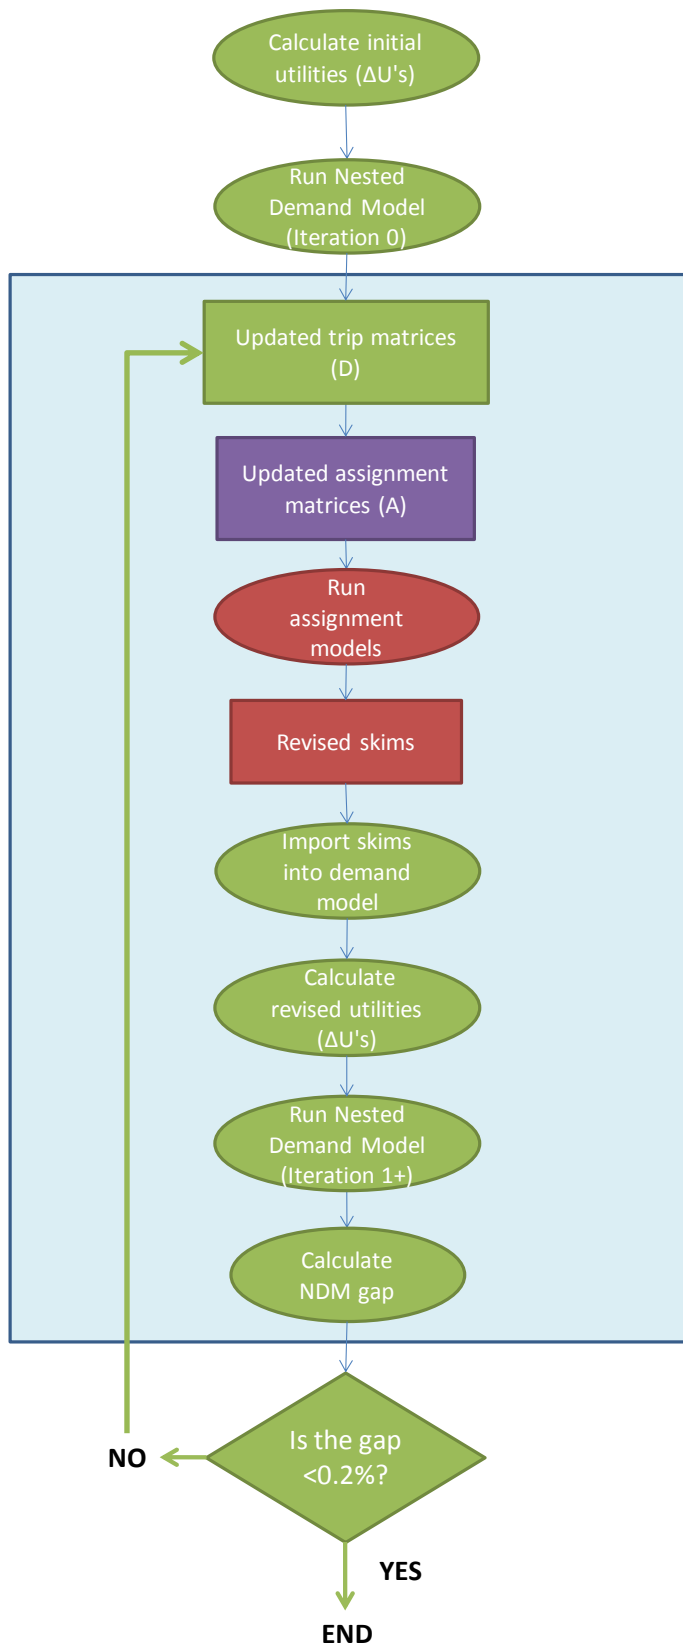 Calculate initial
utilities (ΔU's)
Run Nested
Demand Model
(Iteration 0)
Updated trip matrices
(D)
Updated assignment
matrices (A)
Run
assignment
models
Revised skims
Import skims
into demand
model
Calculate
revised utilities
(ΔU's)
Run Nested
Demand Model
(Iteration 1+)
Calculate
NDM gap
Is the gap
<0.2%?
NO
YES
END